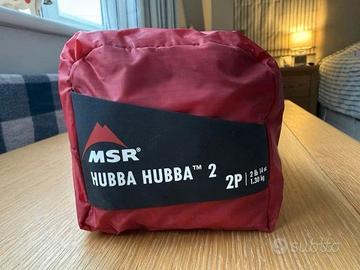 MSR®
HUBBA HUBBA™ 2
2P
2 lb 14 oz
1.30 kg
subito